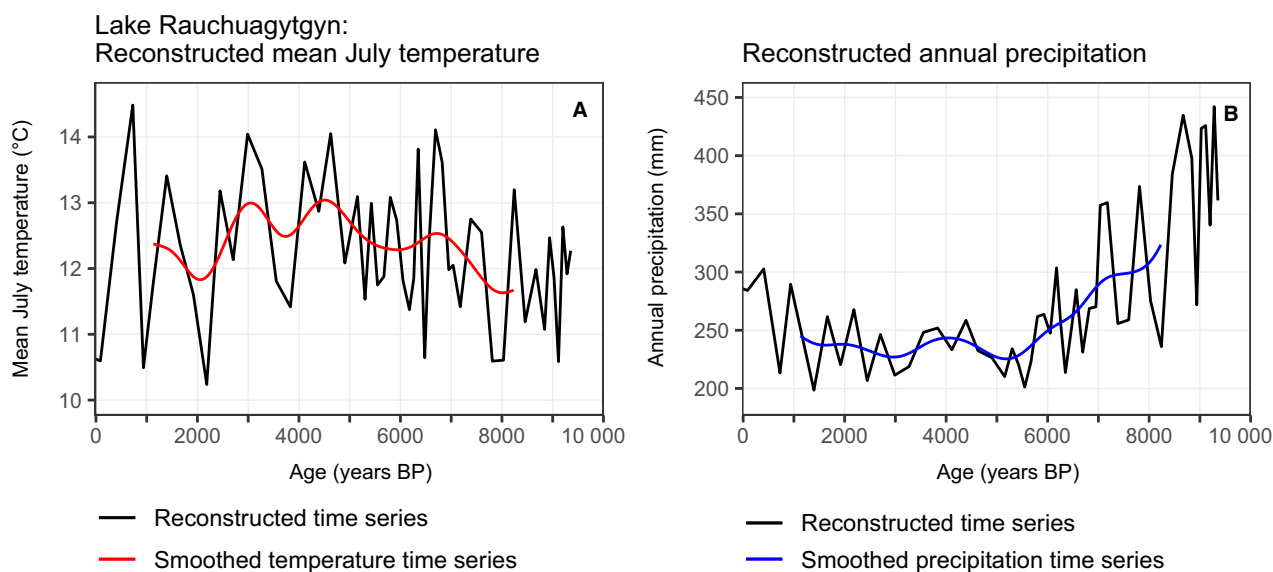 Lake Rauchuagytgyn:
Reconstructed mean July temperature
A
Mean July temperature (°C)
14
13
12
11
10
0 2000 4000 6000 8000 10 000
Age (years BP)
Reconstructed time series
Smoothed temperature time series
Reconstructed annual precipitation
B
Annual precipitation (mm)
450
400
350
300
250
200
0 2000 4000 6000 8000 10 000
Age (years BP)
Reconstructed time series
Smoothed precipitation time series